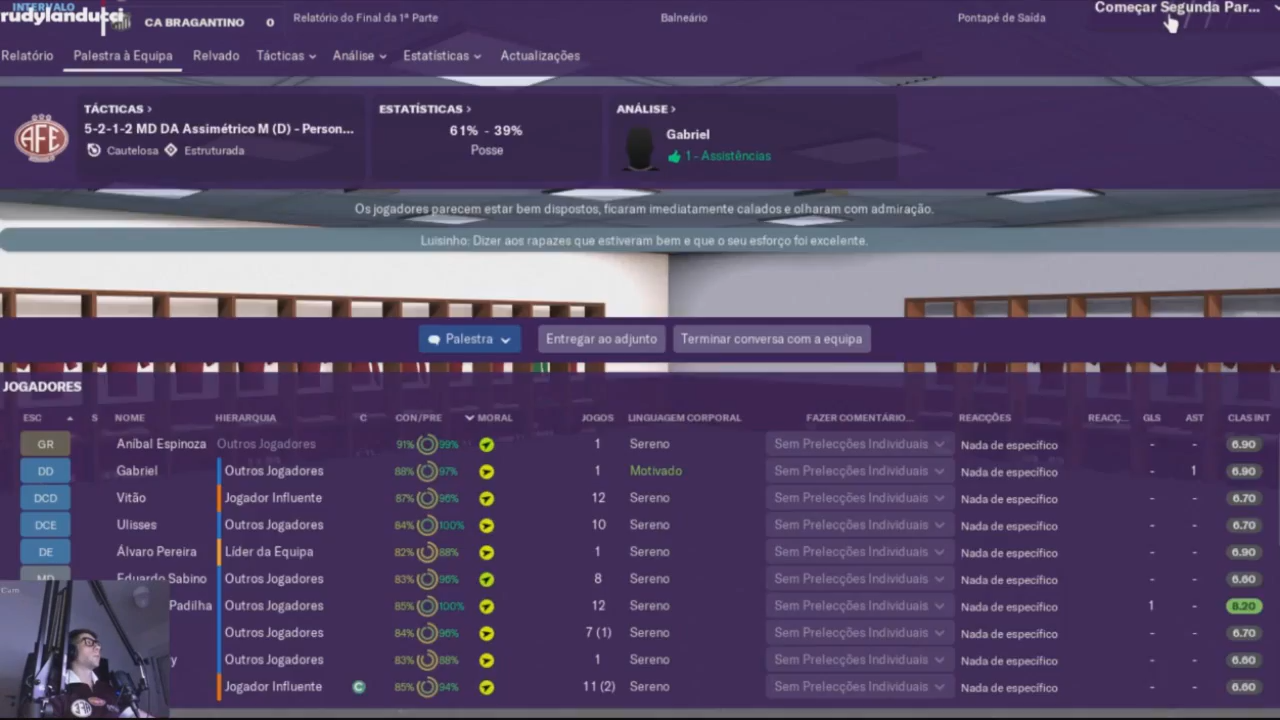 INTERVALO
rudylanducci
CA BRAGANTINO 0
Relatório do Final da 1ª Parte Balneário Pontapé de Saída Começar Segunda Par...
Relatório Palestra à Equipa Relvado Tácticas Análise Estatísticas Actualizações
TÁCTICAS >
5-2-1-2 MD DA Assimétrico M (D) - Person...
Cautelosa Estruturada
ESTATÍSTICAS >
61% - 39%
Posse
ANÁLISE >
Gabriel
1 - Assistências
AFE
Os jogadores parecem estar bem dispostos, ficaram imediatamente calados e olharam com admiração.
Luisinho: Dizer aos rapazes que estiveram bem e que o seu esforço foi excelente.
Palestra Entregar ao adjunto Terminar conversa com a equipa
JOGADORES
ESC S NOME HIERARQUIA C CON/PRE MORAL JOGOS LINGUAGEM CORPORAL FAZER COMENTÁRIO... REACÇÕES REACÇ... GLS AST CLAS INT
GR Aníbal Espinoza Outros Jogadores 91% 99% 1 Sereno Sem Prelecções Individuais Nada de específico - - 6.90
DD Gabriel Outros Jogadores 88% 97% 1 Motivado Sem Prelecções Individuais Nada de específico - 1 6.90
DCD Vitão Jogador Influente 87% 96% 12 Sereno Sem Prelecções Individuais Nada de específico - - 6.70
DCE Ulisses Outros Jogadores 84% 100% 10 Sereno Sem Prelecções Individuais Nada de específico - - 6.70
DE Álvaro Pereira Líder da Equipa 82% 88% 1 Sereno Sem Prelecções Individuais Nada de específico - - 6.90
MD Eduardo Sabino Outros Jogadores 83% 96% 8 Sereno Sem Prelecções Individuais Nada de específico - - 6.60
Padilha Outros Jogadores 85% 100% 12 Sereno Sem Prelecções Individuais Nada de específico 1 - 8.20
Outros Jogadores 84% 96% 7 (1) Sereno Sem Prelecções Individuais Nada de específico - - 6.70
y Outros Jogadores 83% 88% 1 Sereno Sem Prelecções Individuais Nada de específico - - 6.60
Jogador Influente C 85% 94% 11 (2) Sereno Sem Prelecções Individuais Nada de específico - - 6.60
Cam